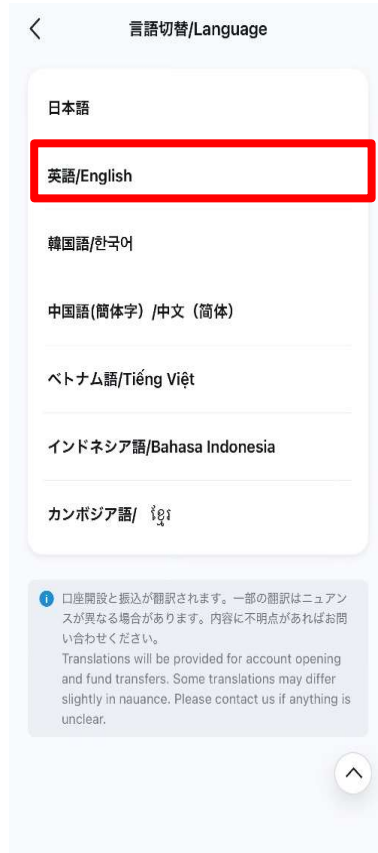 言語切替/Language
日本語
英語/English
韓国語/한국어
中国語(簡体字）/中文（简体）
ベトナム語/Tiếng Việt
インドネシア語/Bahasa Indonesia
カンボジア語/ ខ្មែរ
口座開設と振込が翻訳されます。一部の翻訳はニュアン
スが異なる場合があります。内容に不明点があればお問
い合わせください。
Translations will be provided for account opening
and fund transfers. Some translations may differ
slightly in nauance. Please contact us if anything is
unclear.